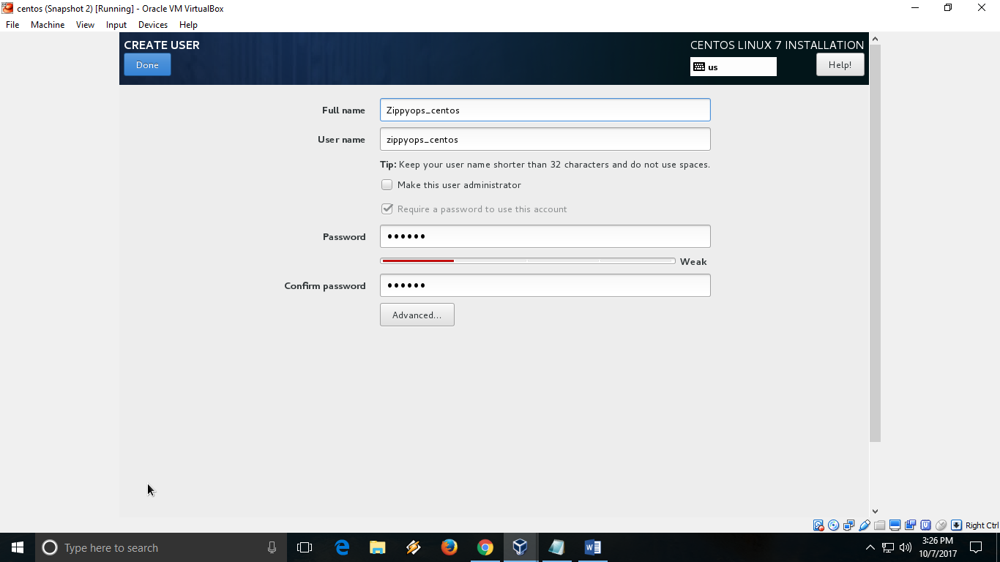 centos (Snapshot 2) [Running] - Oracle VM VirtualBox
File Machine View Input Devices Help
CREATE USER
CENTOS LINUX 7 INSTALLATION
Done
us
Help!
Full name
Zippyops_centos
User name
zippyops_centos
Tip: Keep your user name shorter than 32 characters and do not use spaces.
Make this user administrator
Require a password to use this account
Password
••••••
Weak
Confirm password
••••••
Advanced...
Right Ctrl
Type here to search
3:26 PM
10/7/2017